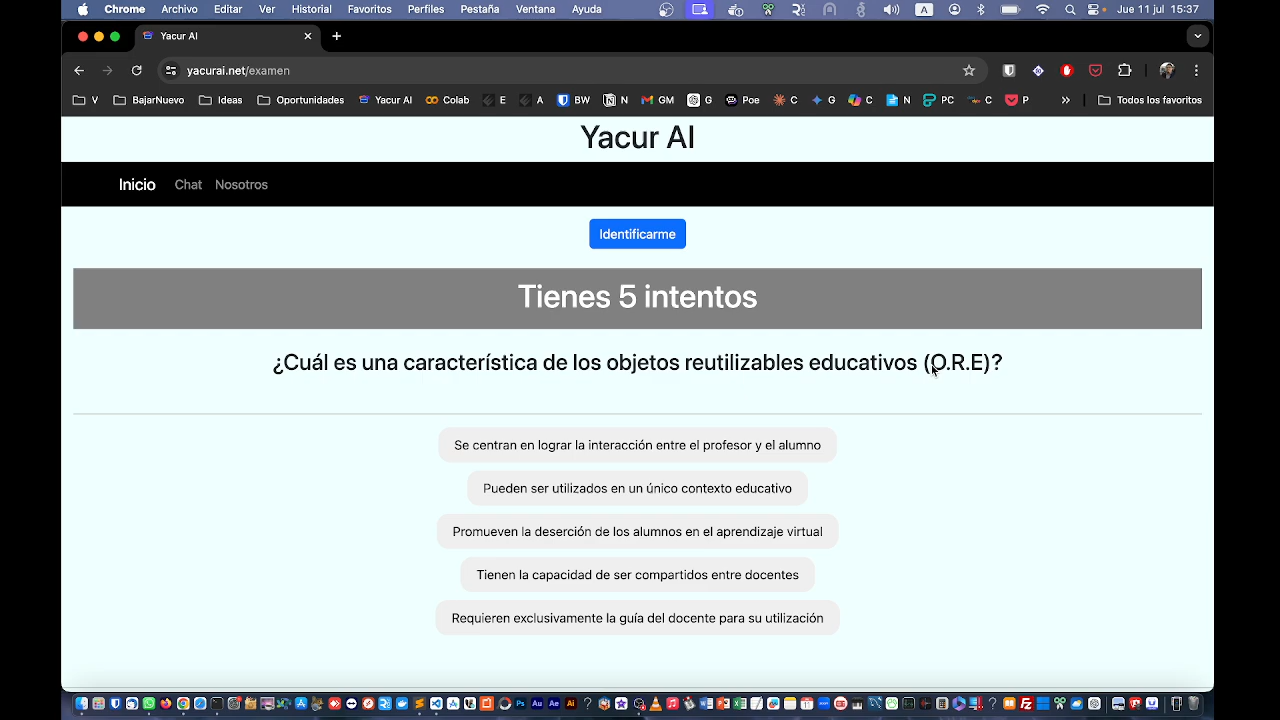 Chrome Archivo Editar Ver Historial Favoritos Perfiles Pestaña Ventana Ayuda A Jue 11 jul 15:37
Yacur AI
yacurai.net/examen
V BajarNuevo Ideas Oportunidades Yacur AI Colab E A BW N GM G Poe C G C N PC C P » Todos los favoritos
Yacur AI
Inicio Chat Nosotros
Identificarme
Tienes 5 intentos
¿Cuál es una característica de los objetos reutilizables educativos (O.R.E)?
Se centran en lograr la interacción entre el profesor y el alumno
Pueden ser utilizados en un único contexto educativo
Promueven la deserción de los alumnos en el aprendizaje virtual
Tienen la capacidad de ser compartidos entre docentes
Requieren exclusivamente la guía del docente para su utilización